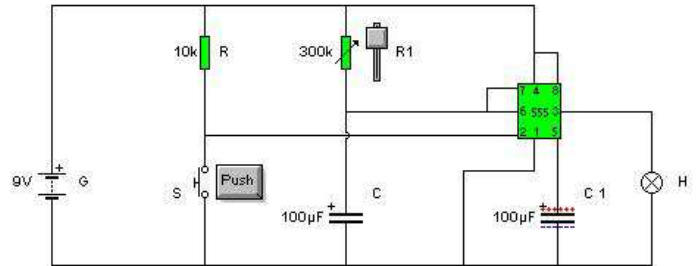 10k R
300k R1
7 4 8
6 555 3
2 1 5
9V + G
S Push
+ C
100µF
+ C 1
100µF
H